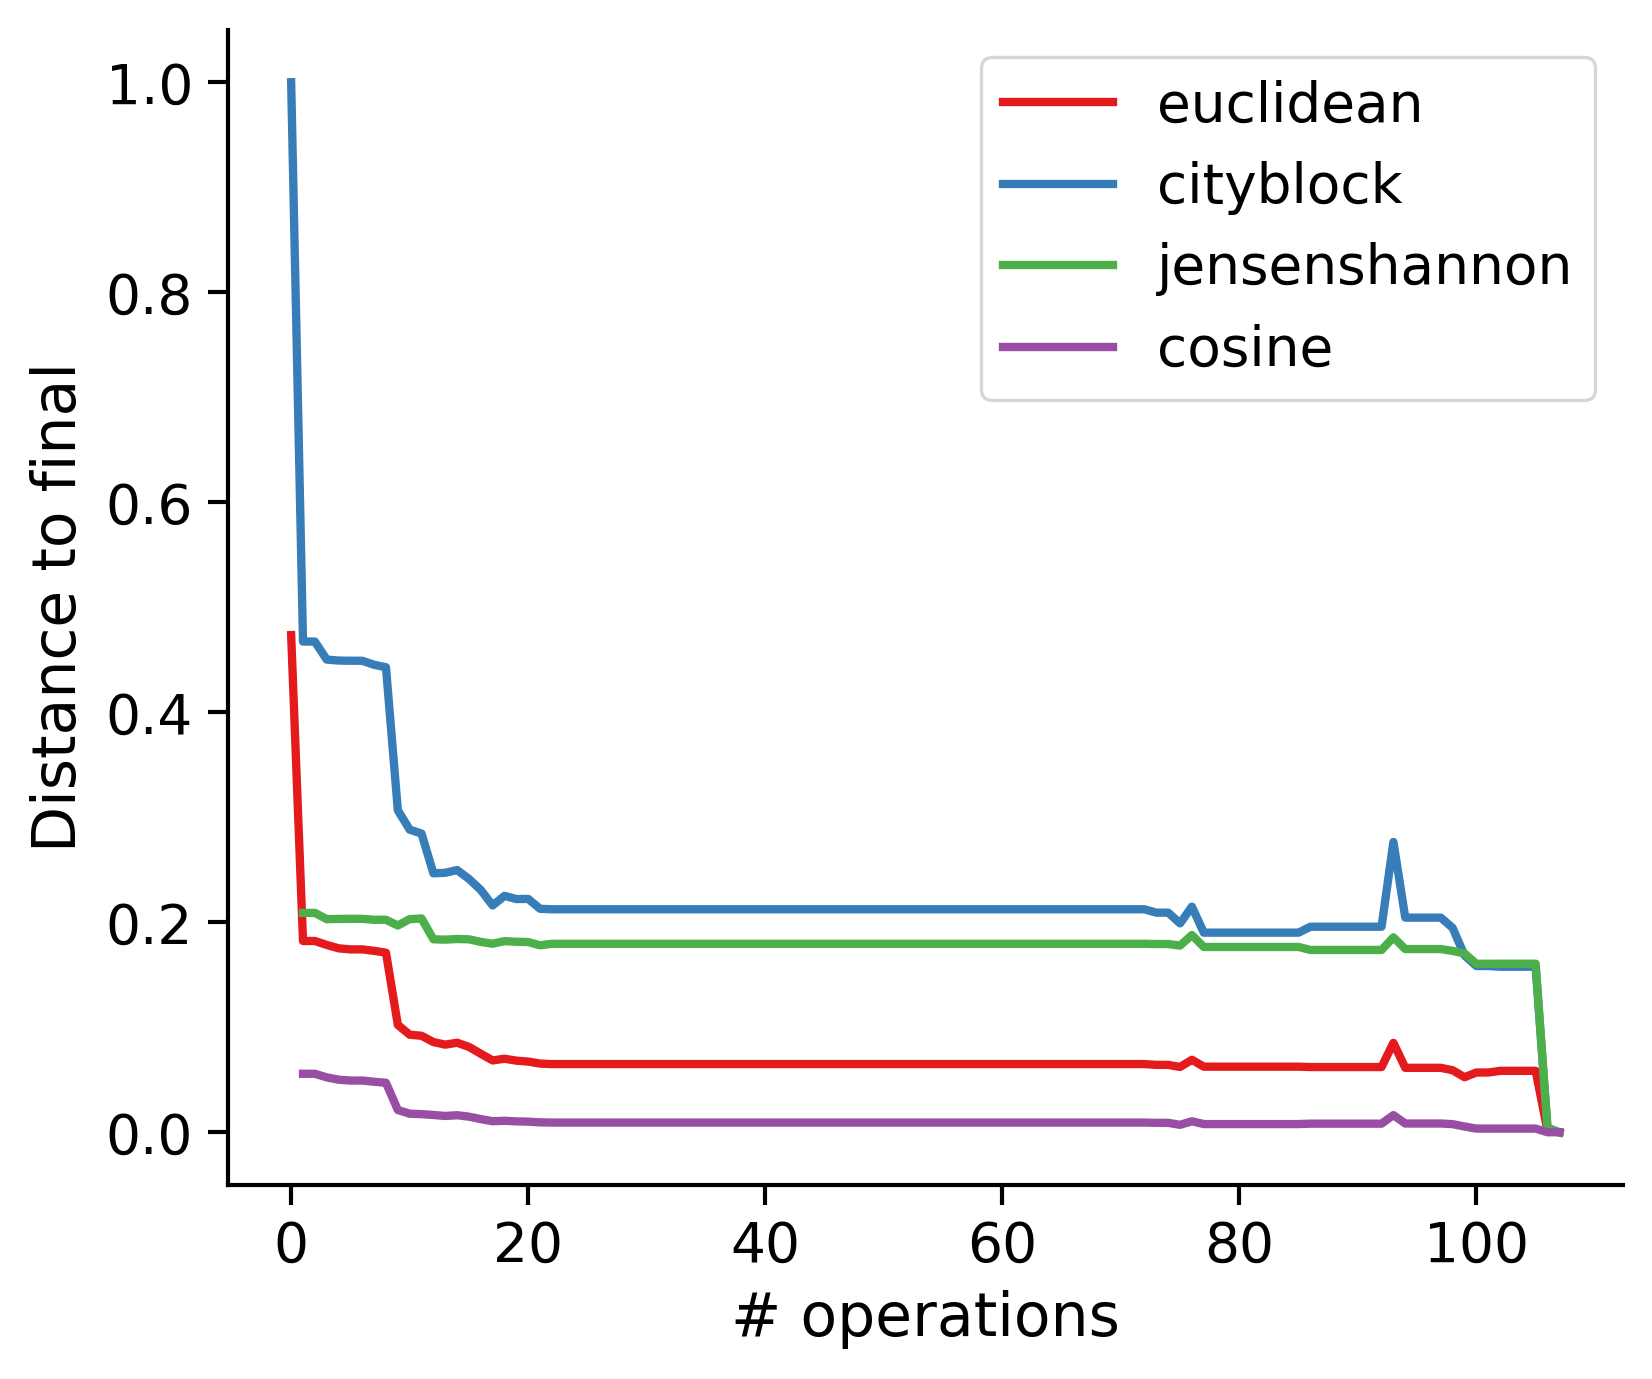 1.0
0.8
0.6
0.4
0.2
0.0
Distance to final
0 20 40 60 80 100
# operations
euclidean
cityblock
jensenshannon
cosine